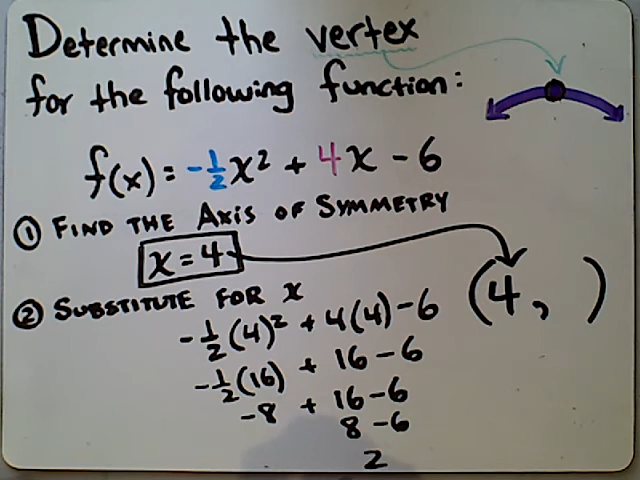 Determine the vertex
for the following function:
f(x) = -1/2 x² + 4x - 6
① FIND THE AXIS OF SYMMETRY
x = 4
② SUBSTITUTE FOR X
(4, )
-1/2 (4)² + 4(4) - 6
-1/2 (16) + 16 - 6
-8 + 16 - 6
8 - 6
2